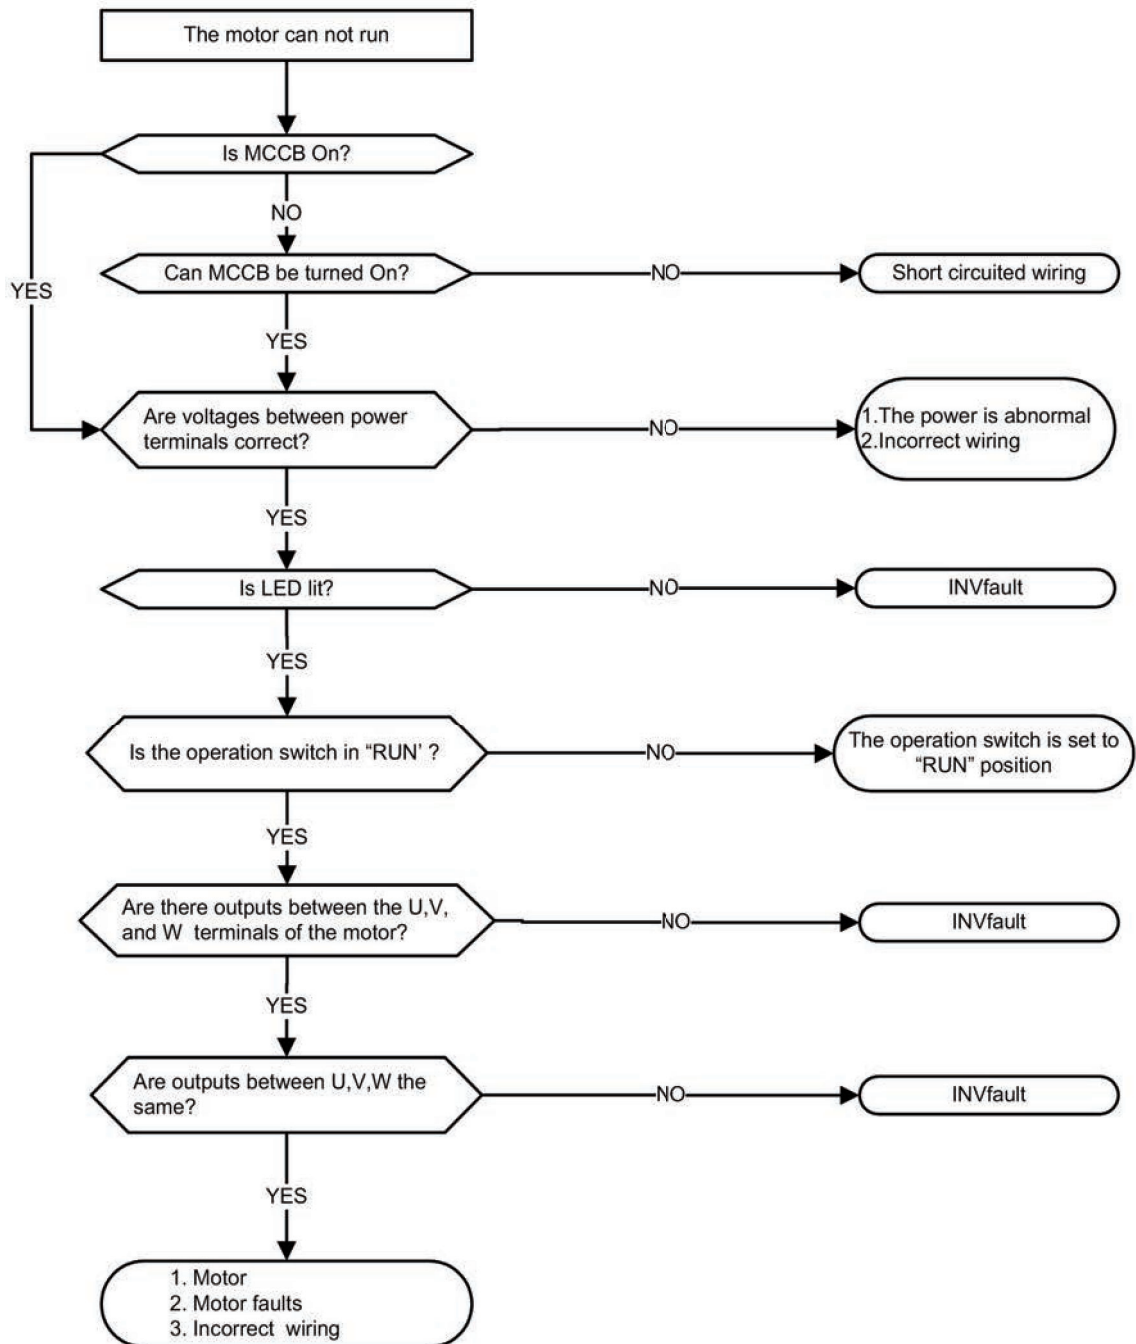 The motor can not run
Is MCCB On?
NO
Can MCCB be turned On?
NO
Short circuited wiring
YES
YES
Are voltages between power
terminals correct?
NO
1.The power is abnormal
2.Incorrect wiring
YES
Is LED lit?
NO
INVfault
YES
Is the operation switch in “RUN’ ?
NO
The operation switch is set to
“RUN” position
YES
Are there outputs between the U,V,
and W terminals of the motor?
NO
INVfault
YES
Are outputs between U,V,W the
same?
NO
INVfault
YES
1. Motor
2. Motor faults
3. Incorrect wiring